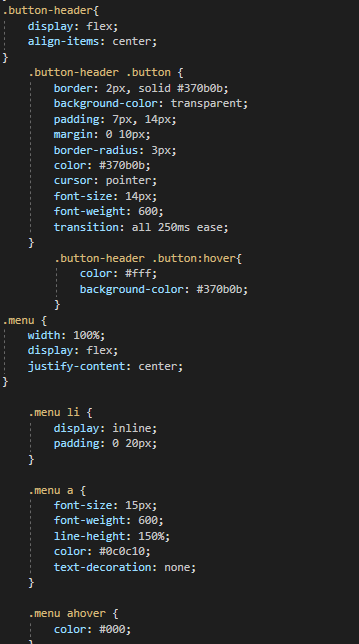 .button-header{
display: flex;
align-items: center;
}
.button-header .button {
border: 2px, solid #370b0b;
background-color: transparent;
padding: 7px, 14px;
margin: 0 10px;
border-radius: 3px;
color: #370b0b;
cursor: pointer;
font-size: 14px;
font-weight: 600;
transition: all 250ms ease;
}
.button-header .button:hover{
color: #fff;
background-color: #370b0b;
}
.menu {
width: 100%;
display: flex;
justify-content: center;
}
.menu li {
display: inline;
padding: 0 20px;
}
.menu a {
font-size: 15px;
font-weight: 600;
line-height: 150%;
color: #0c0c10;
text-decoration: none;
}
.menu ahover {
color: #000;